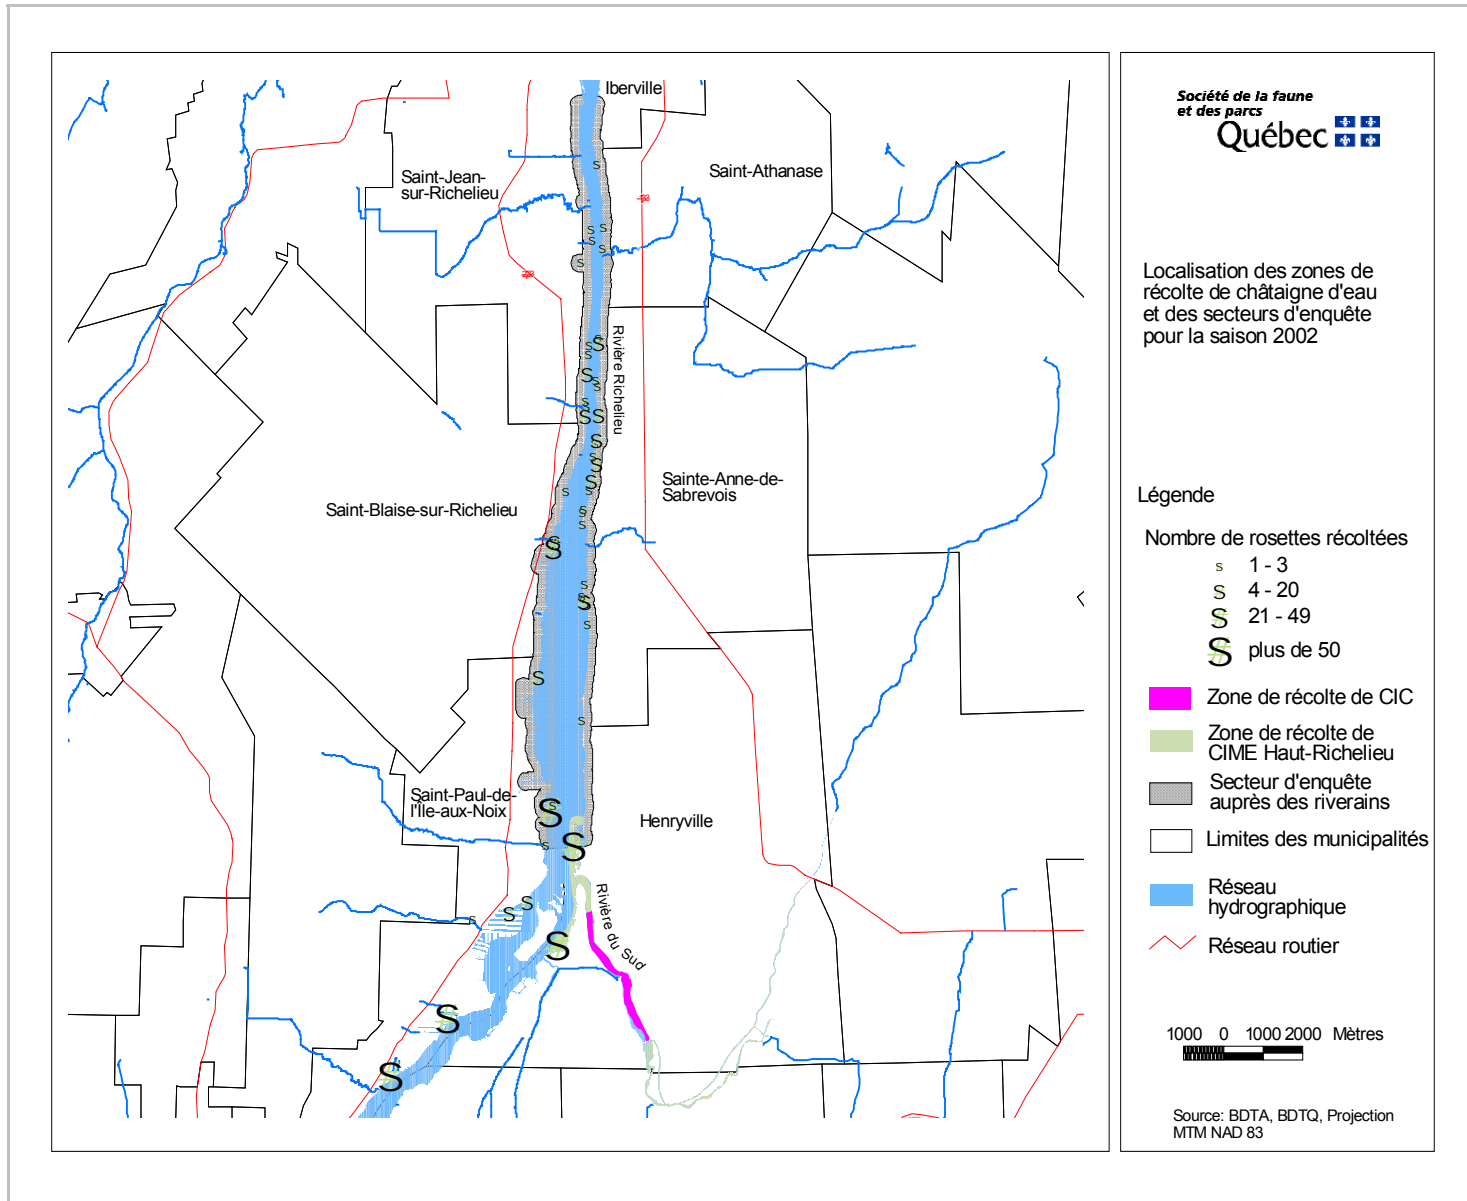 Iberville
Saint-Jean-
sur-Richelieu
Saint-Athanase
Rivière Richelieu
Saint-Blaise-sur-Richelieu
Sainte-Anne-de-
Sabrevois
Saint-Paul-de-
l'Île-aux-Noix
Henryville
Rivière du Sud
Société de la faune
et des parcs
Québec
Localisation des zones de
récolte de châtaigne d'eau
et des secteurs d'enquête
pour la saison 2002
Légende
Nombre de rosettes récoltées
S 1 - 3
S 4 - 20
S 21 - 49
S plus de 50
Zone de récolte de CIC
Zone de récolte de
CIME Haut-Richelieu
Secteur d'enquête
auprès des riverains
Limites des municipalités
Réseau
hydrographique
Réseau routier
1000 0 1000 2000 Mètres
Source: BDTA, BDTQ, Projection
MTM NAD 83